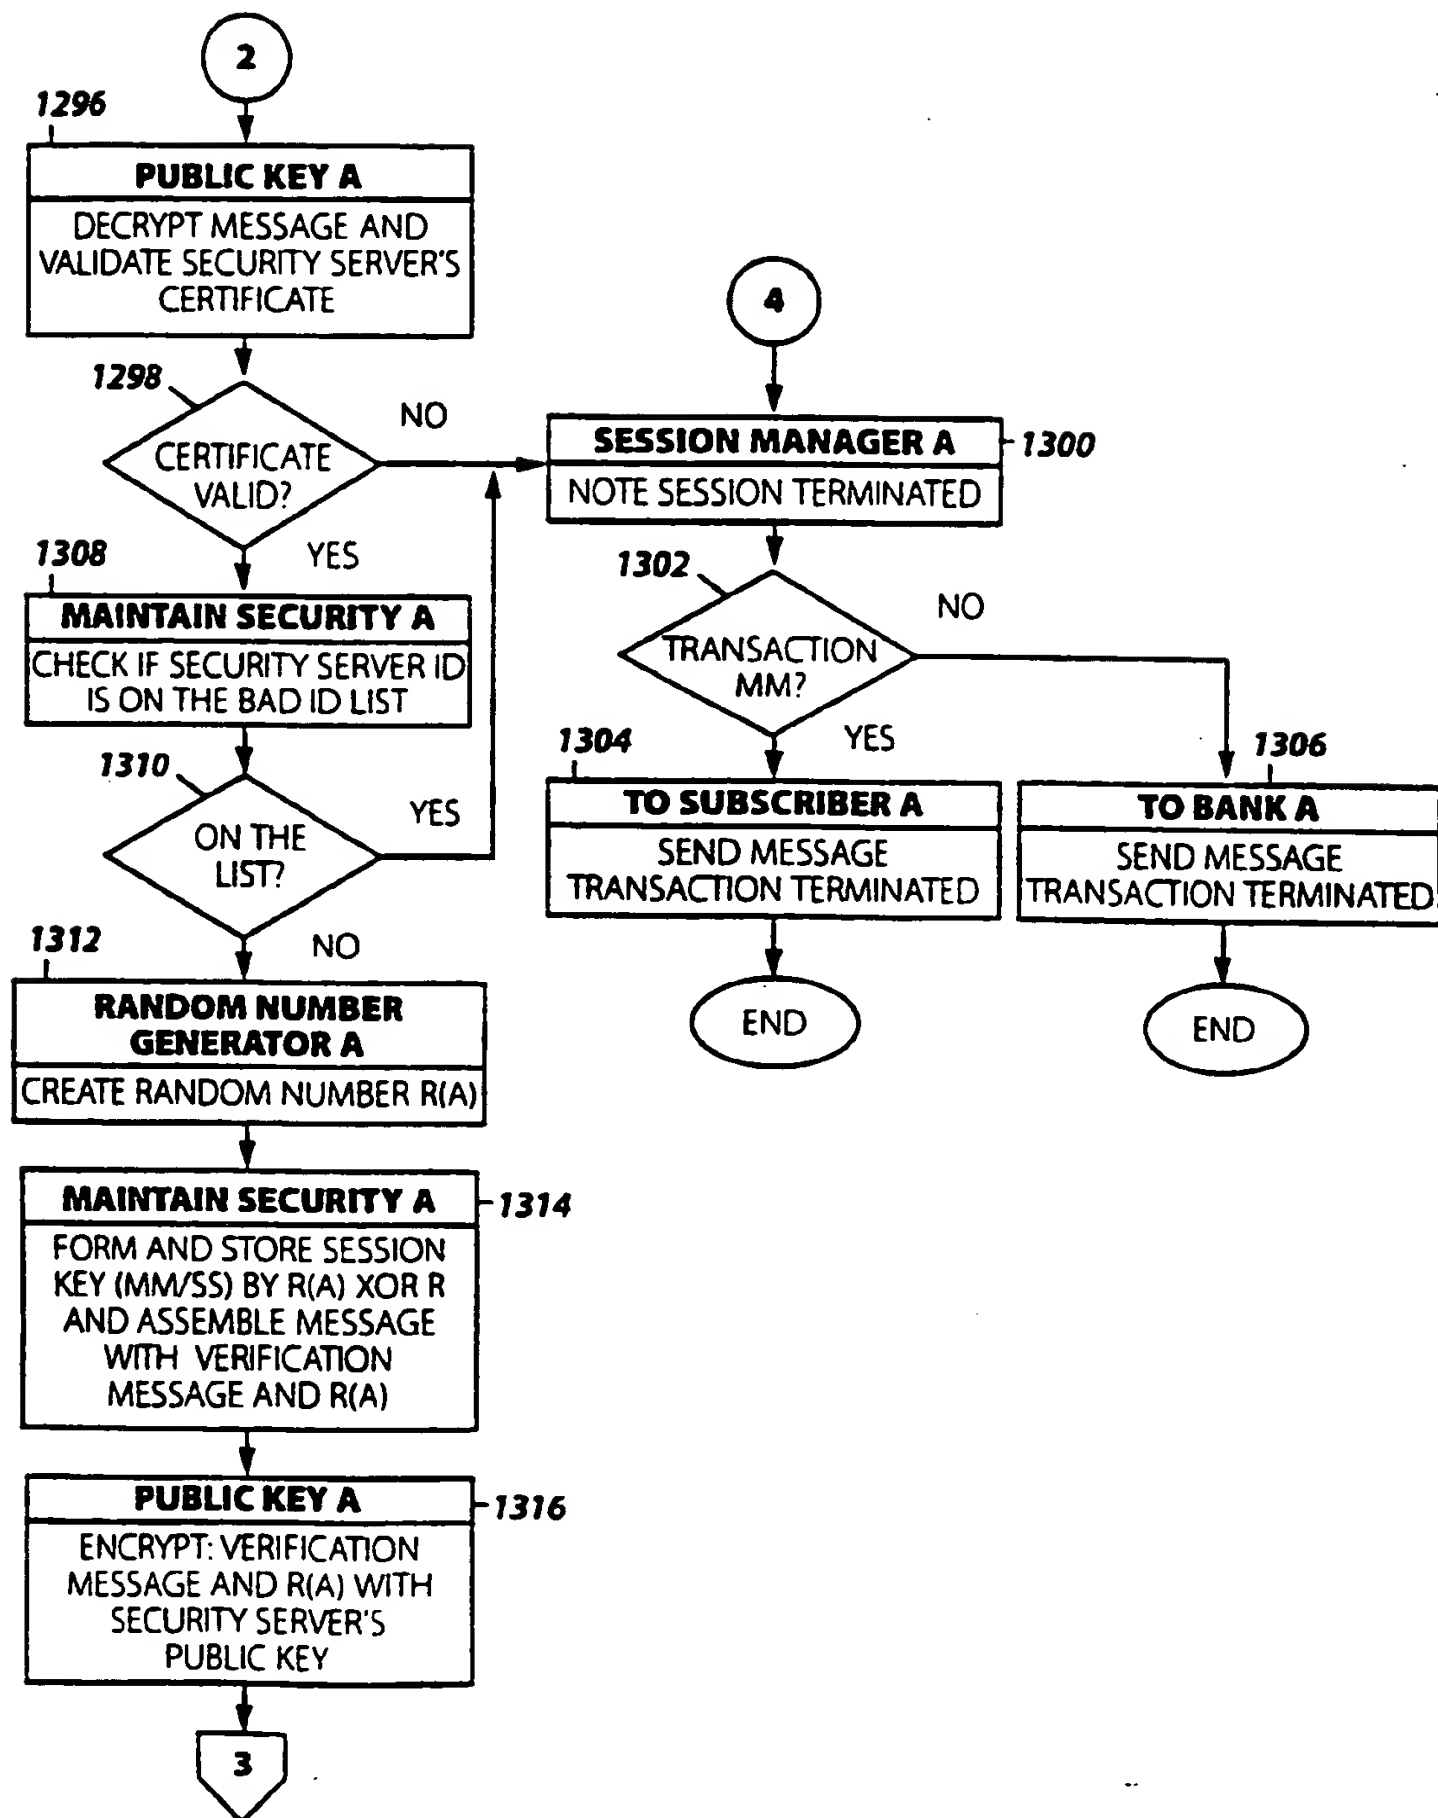 2
1296
PUBLIC KEY A
DECRYPT MESSAGE AND
VALIDATE SECURITY SERVER'S
CERTIFICATE
1298
CERTIFICATE
VALID?
NO
YES
1308
MAINTAIN SECURITY A
CHECK IF SECURITY SERVER ID
IS ON THE BAD ID LIST
1310
ON THE
LIST?
YES
NO
1312
RANDOM NUMBER
GENERATOR A
CREATE RANDOM NUMBER R(A)
MAINTAIN SECURITY A
1314
FORM AND STORE SESSION
KEY (MM/SS) BY R(A) XOR R
AND ASSEMBLE MESSAGE
WITH VERIFICATION
MESSAGE AND R(A)
PUBLIC KEY A
1316
ENCRYPT: VERIFICATION
MESSAGE AND R(A) WITH
SECURITY SERVER'S
PUBLIC KEY
3
4
SESSION MANAGER A
1300
NOTE SESSION TERMINATED
1302
TRANSACTION
MM?
NO
YES
1304
TO SUBSCRIBER A
SEND MESSAGE
TRANSACTION TERMINATED
END
1306
TO BANK A
SEND MESSAGE
TRANSACTION TERMINATED
END